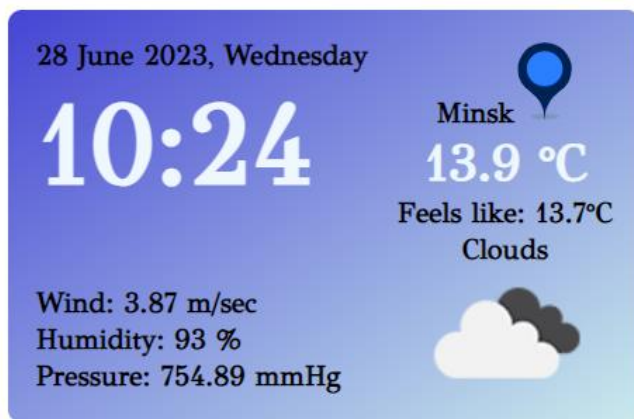 28 June 2023, Wednesday
10:24
Minsk
13.9 °C
Feels like: 13.7°C
Clouds
Wind: 3.87 m/sec
Humidity: 93 %
Pressure: 754.89 mmHg